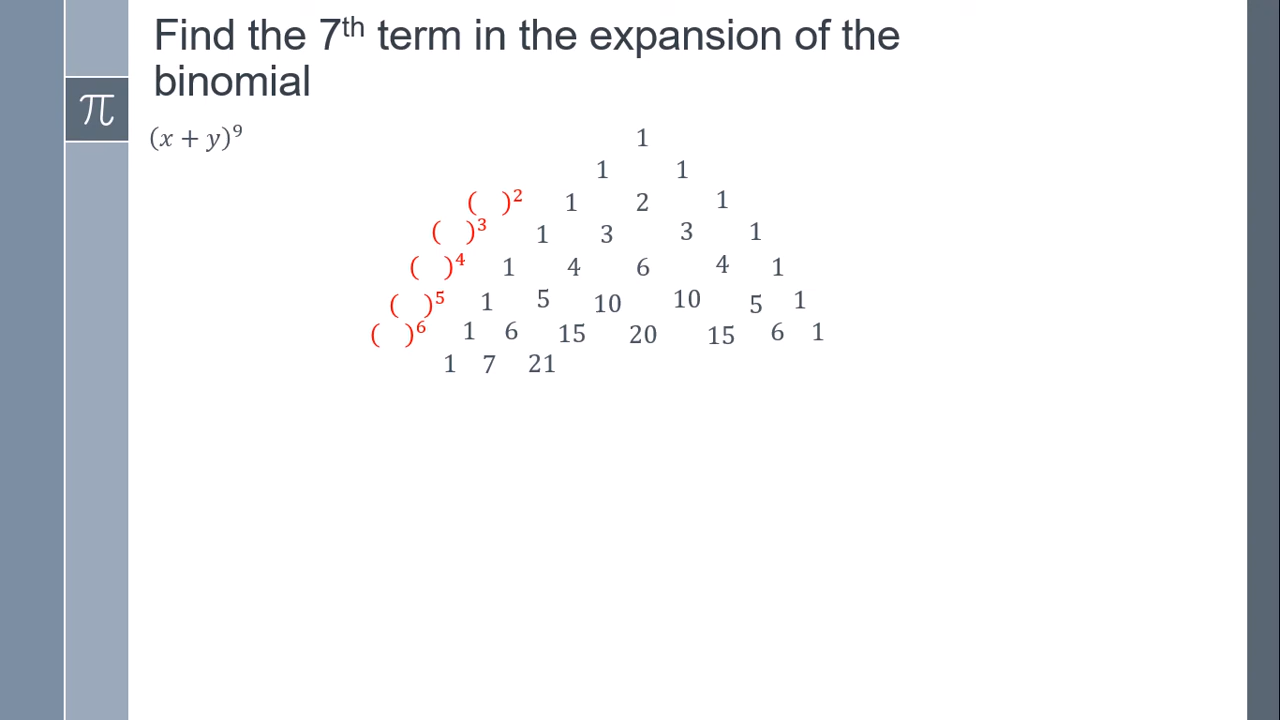 Find the 7th term in the expansion of the
binomial
π
(x + y)^9
1
1 1
( )^2 1 2 1
( )^3 1 3 3 1
( )^4 1 4 6 4 1
( )^5 1 5 10 10 5 1
( )^6 1 6 15 20 15 6 1
1 7 21